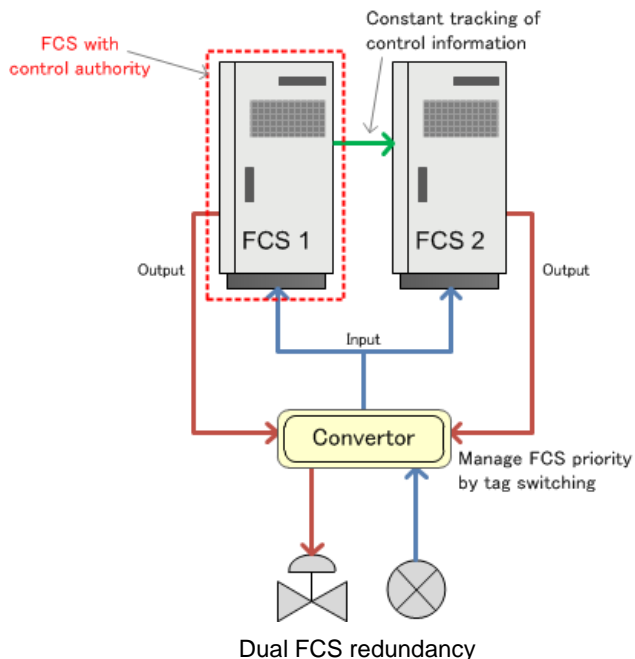 FCS with
control authority
Constant tracking of
control information
FCS 1
FCS 2
Output
Output
Input
Convertor
Manage FCS priority
by tag switching
Dual FCS redundancy